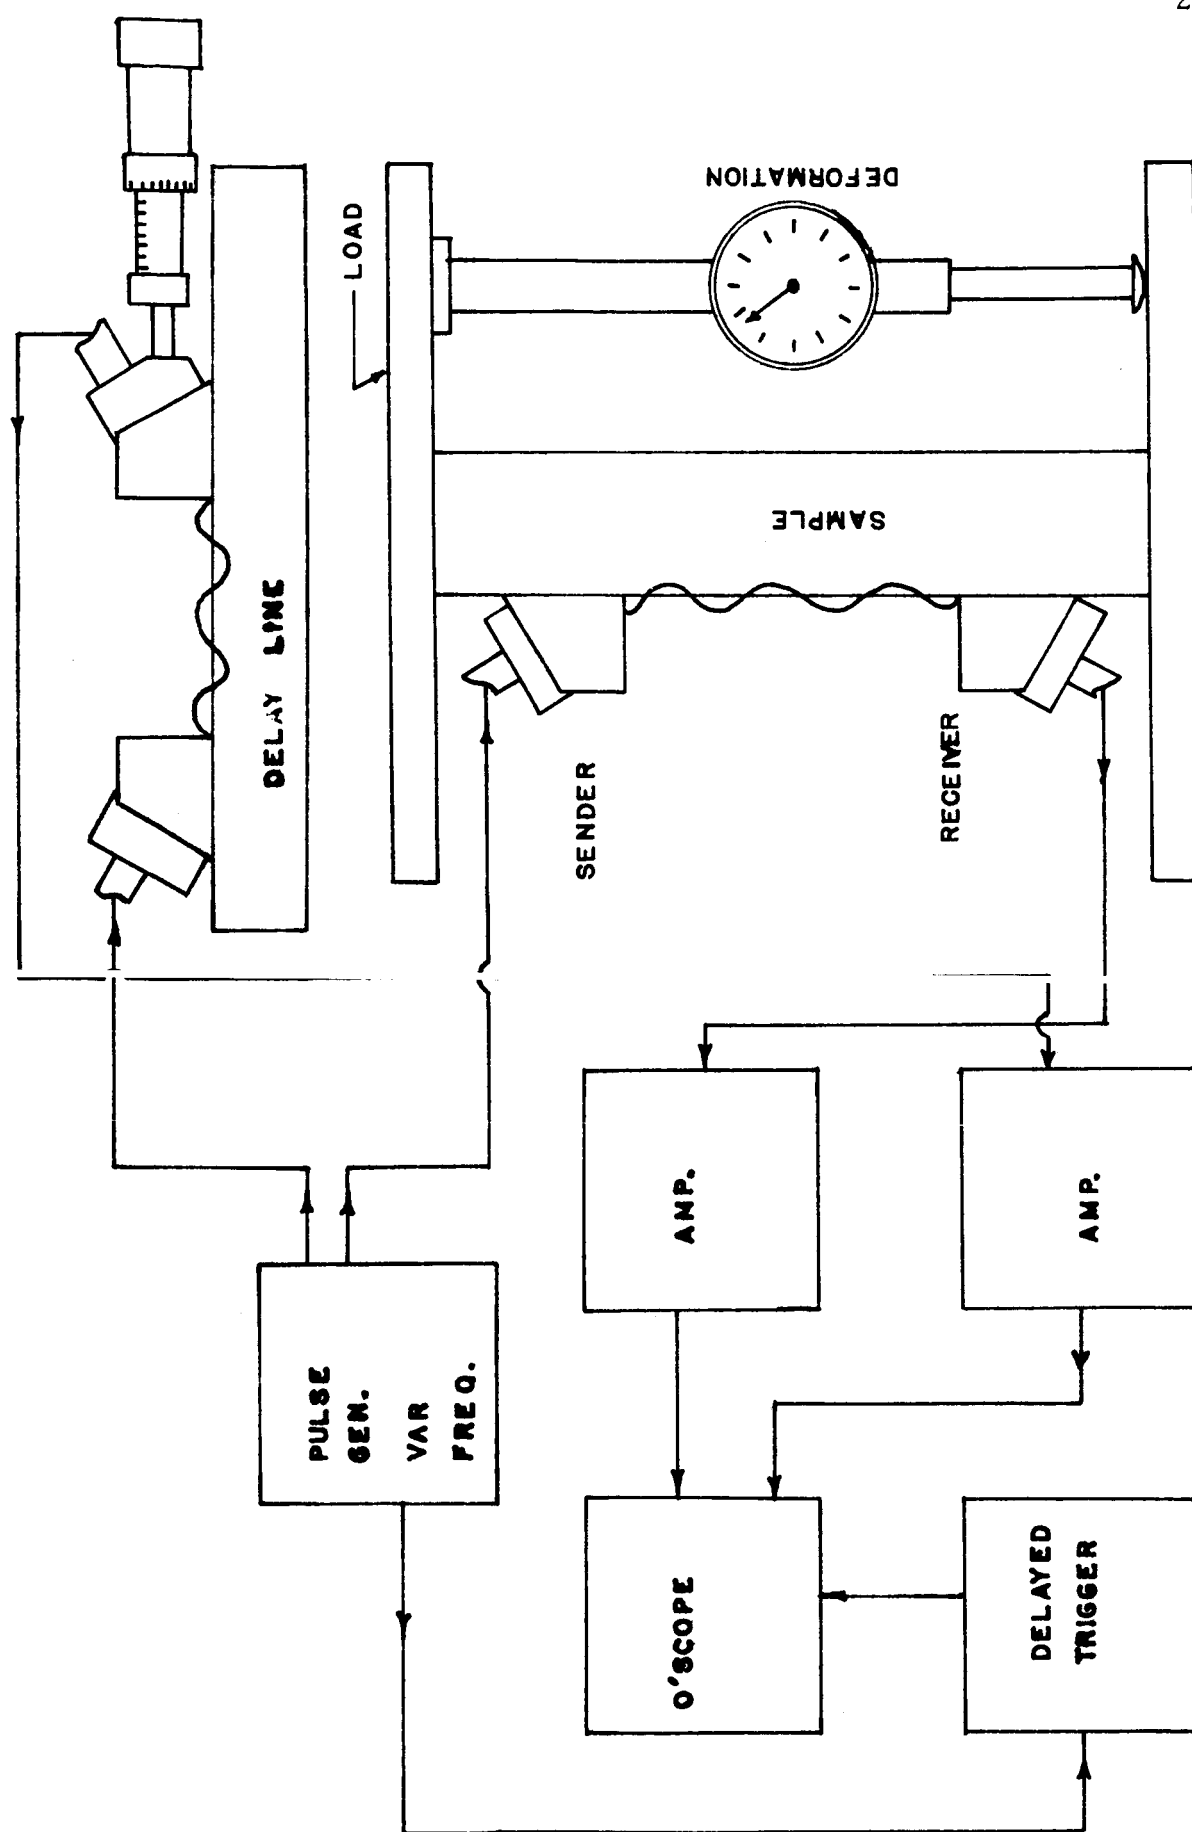 2
DELAY LINE
LOAD
DEFORMATION
SAMPLE
SENDER
RECEIVER
PULSE
GEN.
VAR
FREQ.
AMP.
AMP.
O'SCOPE
DELAYED
TRIGGER